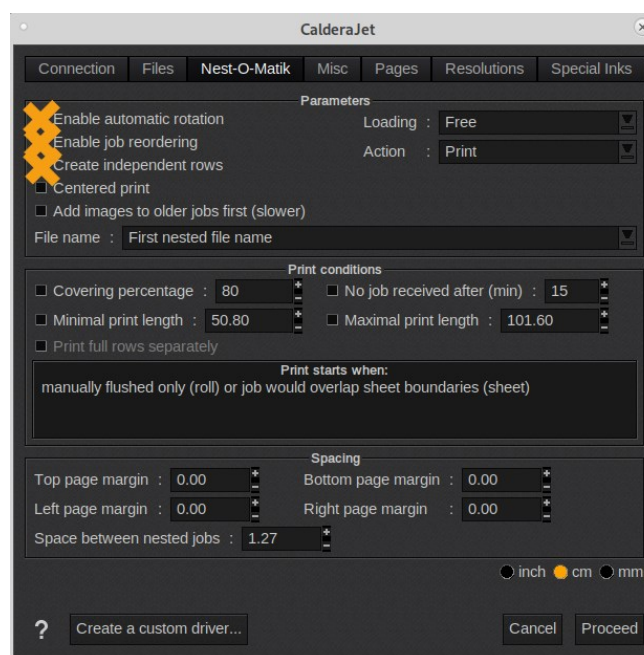 CalderaJet
Connection Files Nest-O-Matik Misc Pages Resolutions Special Inks
Parameters
Enable automatic rotation Loading : Free
Enable job reordering Action : Print
Create independent rows
Centered print
Add images to older jobs first (slower)
File name : First nested file name
Print conditions
Covering percentage : 80 + − No job received after (min) : 15 + −
Minimal print length : 50.80 + − Maximal print length : 101.60 + −
Print full rows separately
Print starts when:
manually flushed only (roll) or job would overlap sheet boundaries (sheet)
Spacing
Top page margin : 0.00 + − Bottom page margin : 0.00 + −
Left page margin : 0.00 + − Right page margin : 0.00 + −
Space between nested jobs : 1.27 + −
inch cm mm
? Create a custom driver... Cancel Proceed